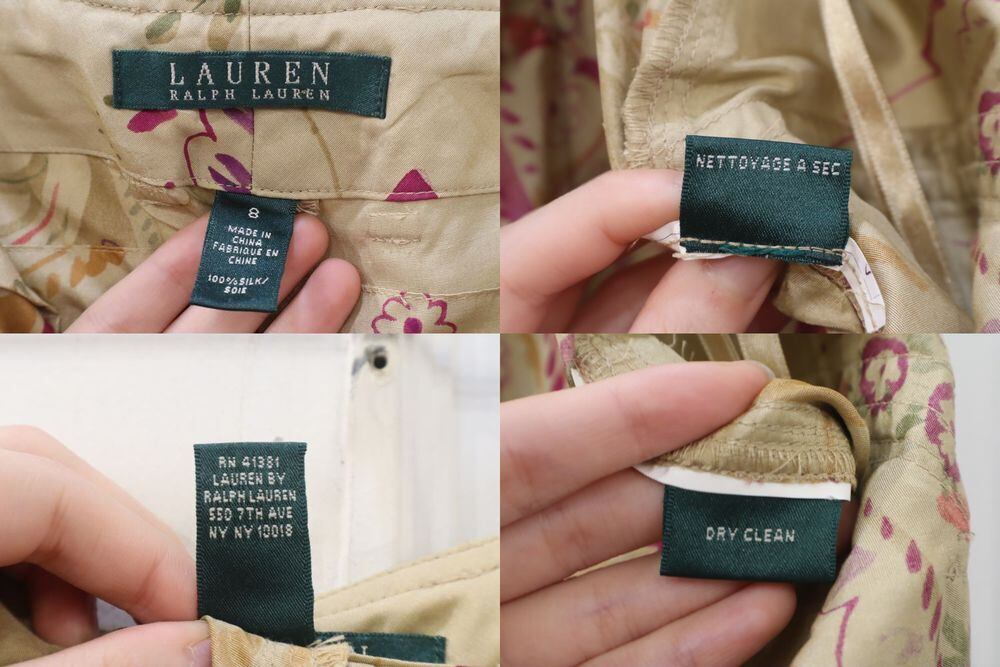 LAUREN
RALPH LAUREN
8
MADE IN
CHINA
FABRIQUE EN
CHINE
100% SILK/
SOIE
NETTOYAGE A SEC
RN 41381
LAUREN BY
RALPH LAUREN
550 7TH AVE
NY NY 10018
DRY CLEAN